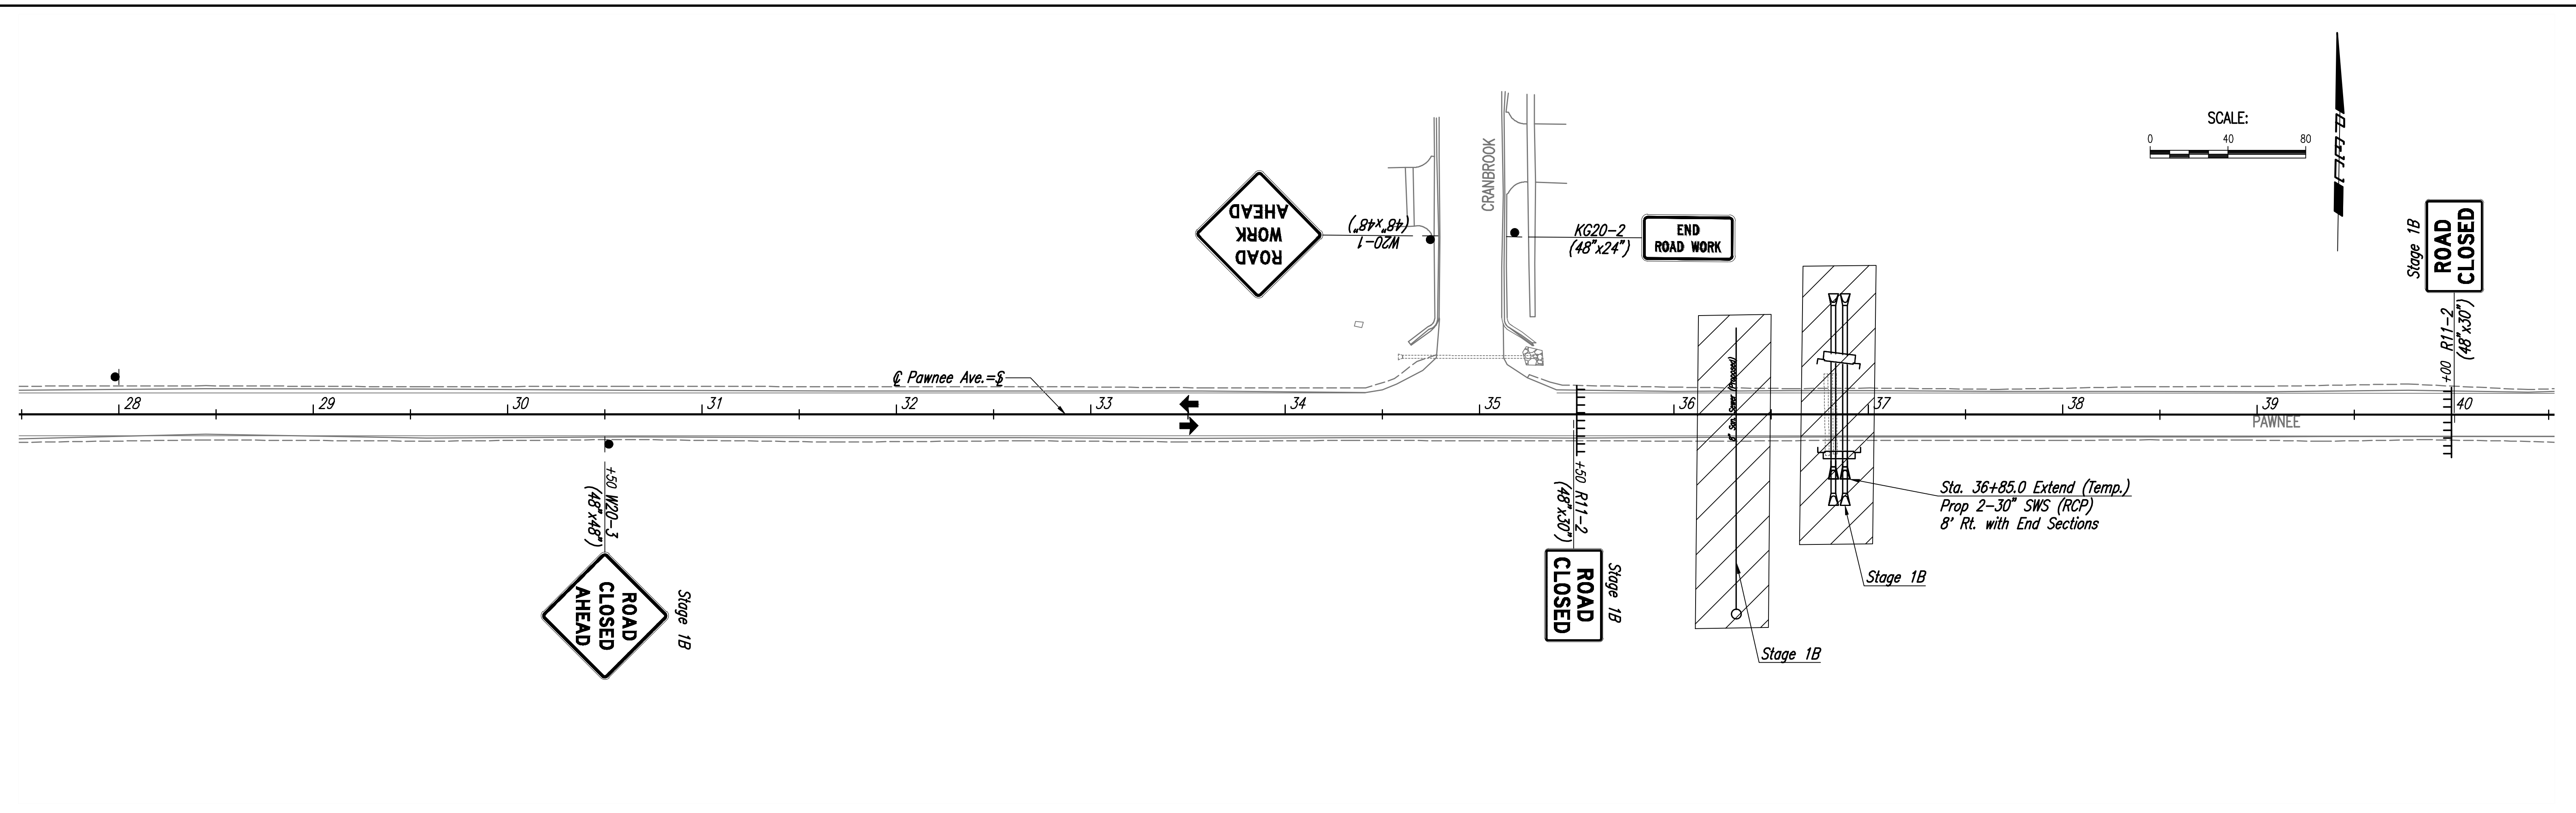 SCALE:
0 40 80
CRANBROOK
ROAD
WORK
AHEAD
W20-1
(48"x48")
KG20-2
(48"x24")
END
ROAD WORK
Stage 1B
ROAD
CLOSED
+00 R11-2
(48"x30")
℄ Pawnee Ave.=
28 29 30 31 32 33 34 35 36 37 38 39 40
PAWNEE
8" San. Sewer (Proposed)
+50 W20-3
(48"x48")
ROAD
CLOSED
AHEAD
Stage 1B
+50 R11-2
(48"x30")
ROAD
CLOSED
Stage 1B
Sta. 36+85.0 Extend (Temp.)
Prop 2-30" SWS (RCP)
8' Rt. with End Sections
Stage 1B
Stage 1B